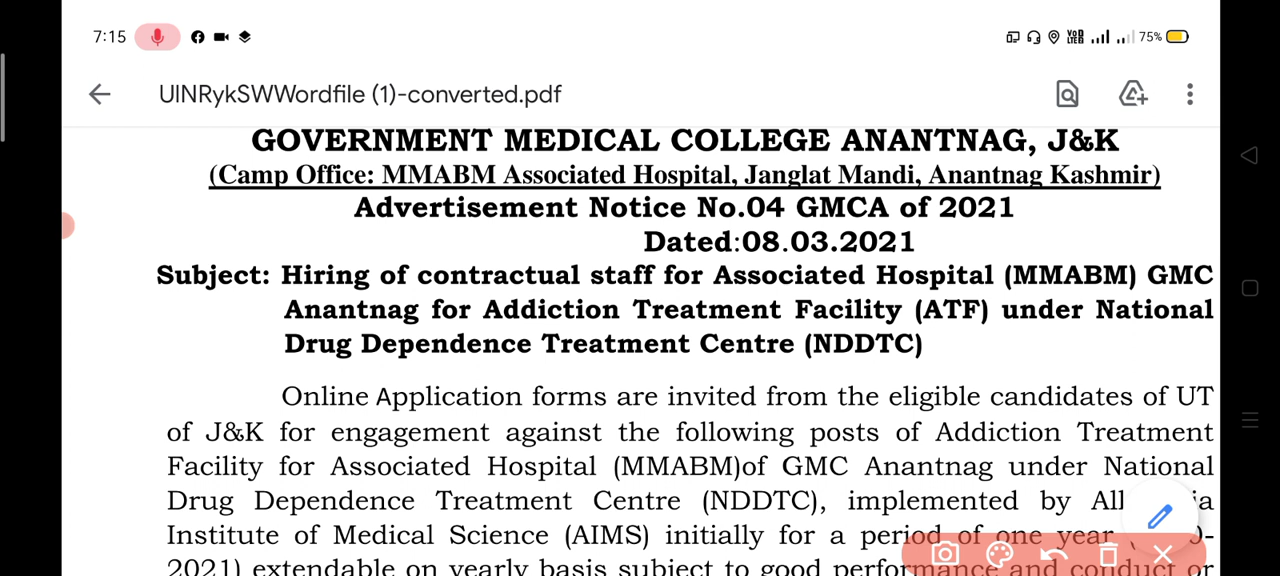 7:15
VoD LTEB 75%
UINRykSWWordfile (1)-converted.pdf
GOVERNMENT MEDICAL COLLEGE ANANTNAG, J&K
(Camp Office: MMABM Associated Hospital, Janglat Mandi, Anantnag Kashmir)
Advertisement Notice No.04 GMCA of 2021
Dated:08.03.2021
Subject: Hiring of contractual staff for Associated Hospital (MMABM) GMC
Anantnag for Addiction Treatment Facility (ATF) under National
Drug Dependence Treatment Centre (NDDTC)
Online Application forms are invited from the eligible candidates of UT
of J&K for engagement against the following posts of Addiction Treatment
Facility for Associated Hospital (MMABM)of GMC Anantnag under National
Drug Dependence Treatment Centre (NDDTC), implemented by All
Institute of Medical Science (AIMS) initially for a period of one year
2021) extendable on yearly basis subject to good performance and conduct or